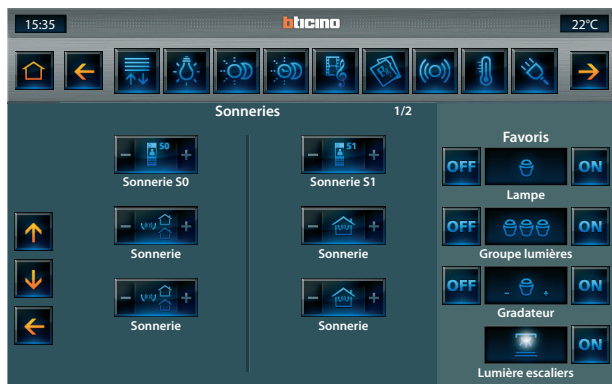 15:35
bticino
22°C
Sonneries
1/2
S0
Sonnerie S0
S1
Sonnerie S1
Sonnerie
Sonnerie
Sonnerie
Sonnerie
Favoris
OFF
ON
Lampe
OFF
ON
Groupe lumières
OFF
ON
Gradateur
ON
Lumière escaliers